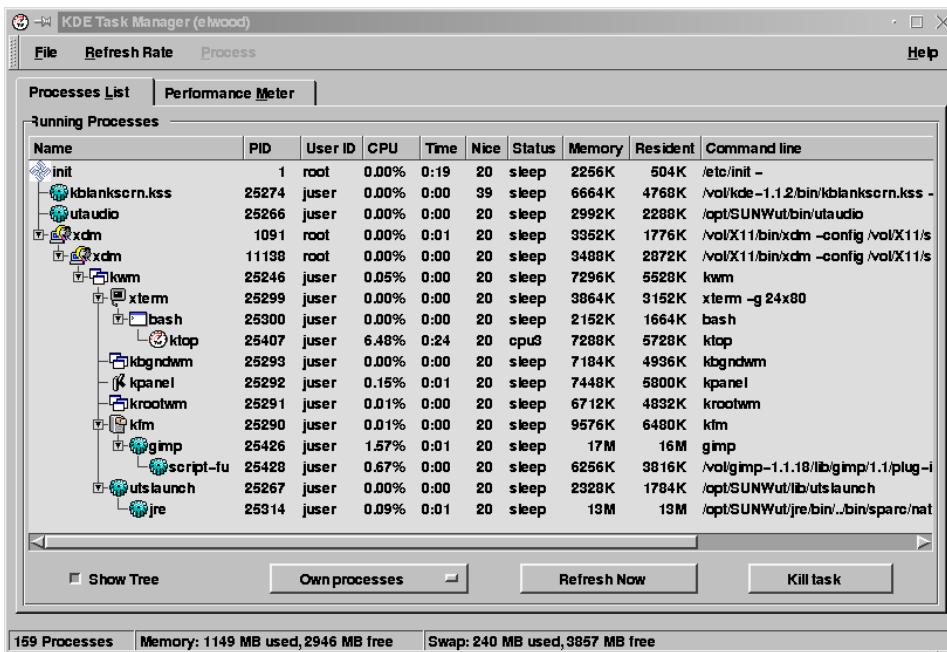 KDE Task Manager (elwood)
File Refresh Rate Process Help
Processes List Performance Meter
Running Processes
Name PID User ID CPU Time Nice Status Memory Resident Command line
init 1 root 0.00% 0:19 20 sleep 2256K 504K /etc/init -
kblankscrn.kss 25274 juser 0.00% 0:00 39 sleep 6664K 4768K /vol/kde-1.1.2/bin/kblankscrn.kss -
utaudio 25266 juser 0.00% 0:00 20 sleep 2992K 2288K /opt/SUNWut/bin/utaudio
xdm 1091 root 0.00% 0:01 20 sleep 3352K 1776K /vol/X11/bin/xdm -config /vol/X11/s
xdm 11138 root 0.00% 0:00 20 sleep 3488K 2872K /vol/X11/bin/xdm -config /vol/X11/s
kwm 25246 juser 0.05% 0:00 20 sleep 7296K 5528K kwm
xterm 25299 juser 0.00% 0:00 20 sleep 3864K 3152K xterm -g 24x80
bash 25300 juser 0.00% 0:00 20 sleep 2152K 1664K bash
ktop 25407 juser 6.48% 0:24 20 cpu3 7288K 5728K ktop
kbgndwm 25293 juser 0.00% 0:00 20 sleep 7184K 4936K kbgndwm
kpanel 25292 juser 0.15% 0:01 20 sleep 7448K 5800K kpanel
krootwm 25291 juser 0.01% 0:00 20 sleep 6712K 4832K krootwm
kfm 25290 juser 0.01% 0:00 20 sleep 9576K 6480K kfm
gimp 25426 juser 1.57% 0:01 20 sleep 17M 16M gimp
script-fu 25428 juser 0.67% 0:00 20 sleep 6256K 3816K /vol/gimp-1.1.18/lib/gimp/1.1/plug-i
utslaunch 25267 juser 0.00% 0:00 20 sleep 2328K 1784K /opt/SUNWut/lib/utslaunch
jre 25314 juser 0.09% 0:01 20 sleep 13M 13M /opt/SUNWut/jre/bin/../bin/sparc/nat
Show Tree Own processes Refresh Now Kill task
159 Processes Memory: 1149 MB used, 2946 MB free Swap: 240 MB used, 3857 MB free